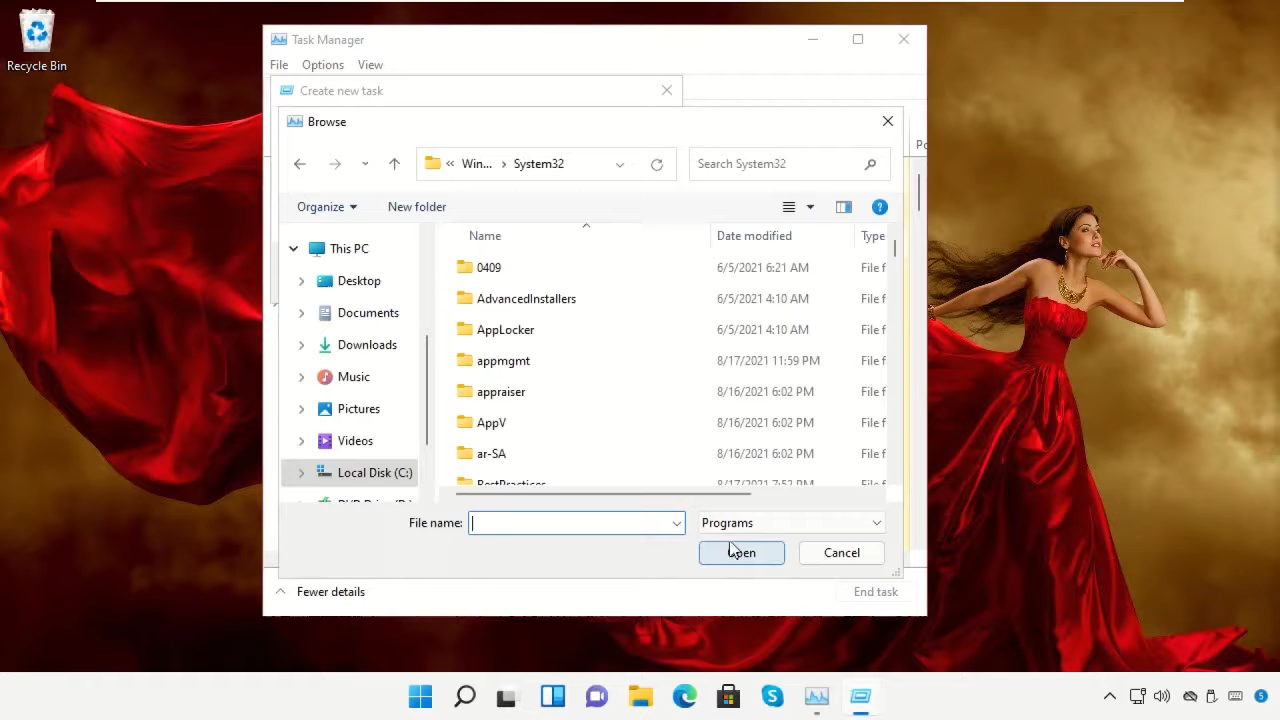 Recycle Bin
Task Manager
File Options View
Create new task
Browse
« Win... > System32
Search System32
Organize New folder
Name Date modified Type
This PC
Desktop
Documents
Downloads
Music
Pictures
Videos
Local Disk (C:)
0409 6/5/2021 6:21 AM File f
AdvancedInstallers 6/5/2021 4:10 AM File f
AppLocker 6/5/2021 4:10 AM File f
appmgmt 8/17/2021 11:59 PM File f
appraiser 8/16/2021 6:02 PM File f
AppV 8/16/2021 6:02 PM File f
ar-SA 8/16/2021 6:02 PM File f
BestPractices 8/17/2021 7:52 PM File f
File name: Programs
Open Cancel
Fewer details End task
5